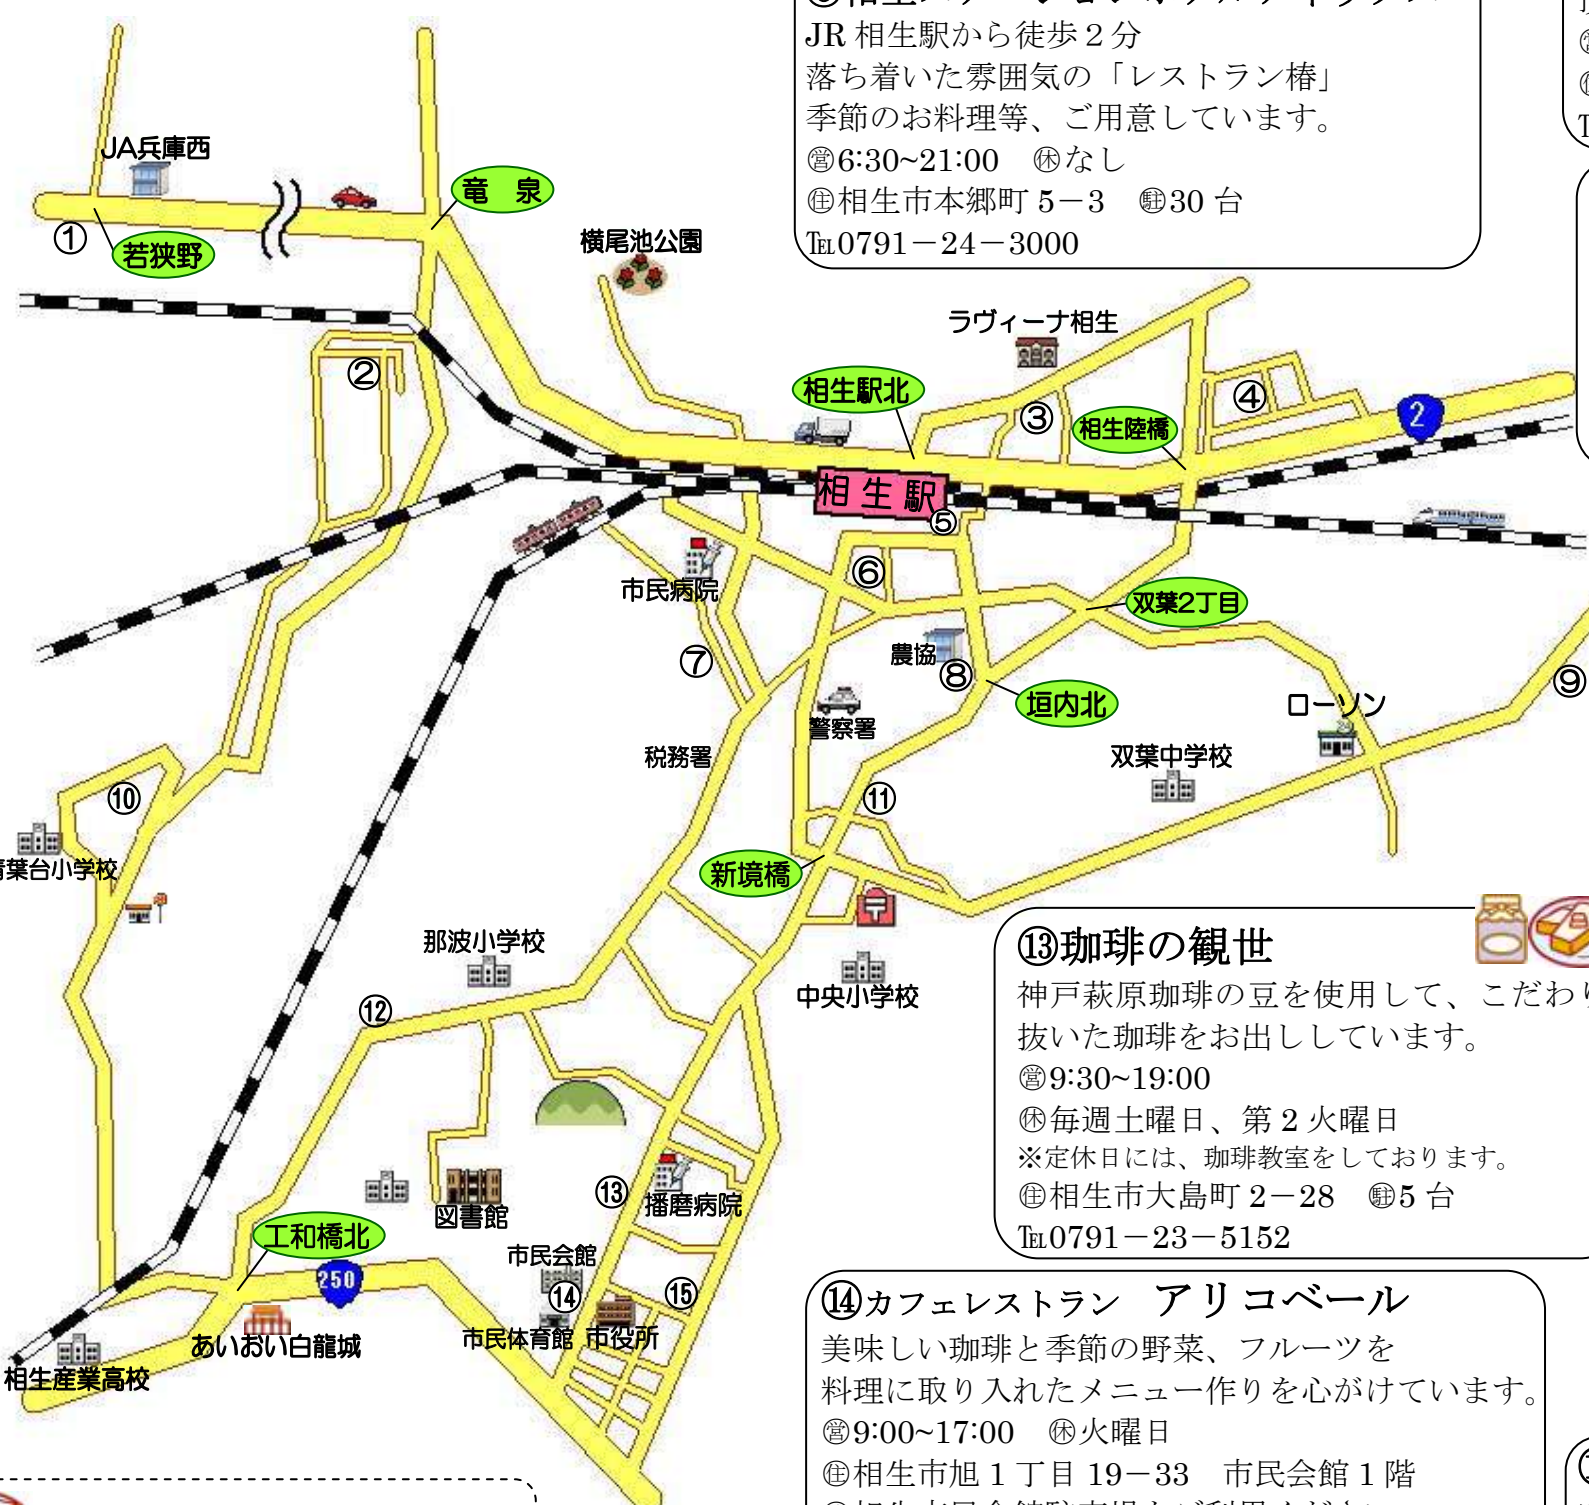 JR 相生駅から徒歩２分
落ち着いた雰囲気の「レストラン椿」
季節のお料理等、ご用意しています。
㊡6:30~21:00　㊡なし
㊟相生市本郷町 5－3　㊟30 台
℡0791－24－3000
JA兵庫西
竜 泉
①
若狭野
横尾池公園
ラヴィーナ相生
②
相生駅北
③
④
相生陸橋
2
相生駅
⑤
市民病院
⑥
双葉2丁目
⑦
農協
⑧
垣内北
⑨
警察署
ローソン
税務署
双葉中学校
⑩
⑪
青葉台小学校
新境橋
那波小学校
中央小学校
⑫
⑬珈琲の観世
神戸萩原珈琲の豆を使用して、こだわり
抜いた珈琲をお出ししています。
㊡9:30~19:00
㊡毎週土曜日、第 2 火曜日
※定休日には、珈琲教室をしております。
㊟相生市大島町 2－28　㊟5 台
℡0791－23－5152
⑬
播磨病院
図書館
工和橋北
250
市民会館
⑭
⑮
市民体育館
市役所
あいおい白龍城
相生産業高校
⑭カフェレストラン　アリコベール
美味しい珈琲と季節の野菜、フルーツを
料理に取り入れたメニュー作りを心がけています。
㊡9:00~17:00　㊡火曜日
㊟相生市旭 1 丁目 19－33　市民会館 1 階